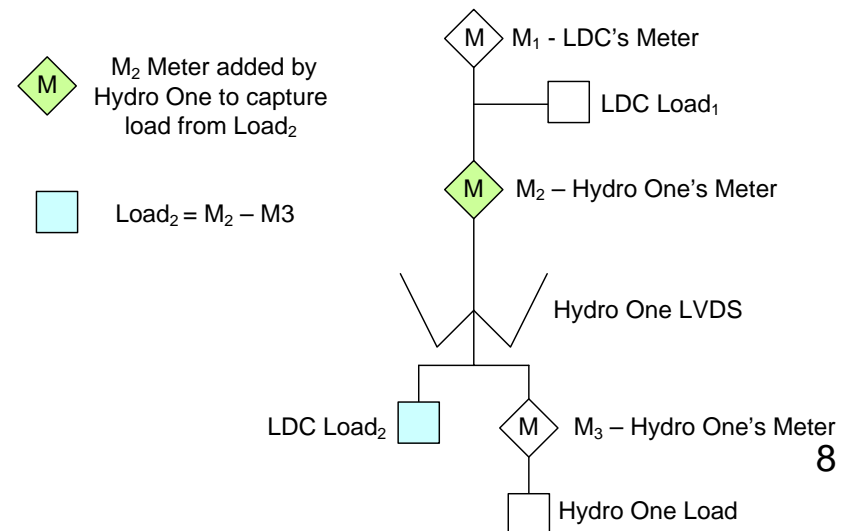 M
M₂ Meter added by
Hydro One to capture
load from Load₂
Load₂ = M₂ – M3
M
M₁ - LDC's Meter
LDC Load₁
M
M₂ – Hydro One's Meter
Hydro One LVDS
LDC Load₂
M
M₃ – Hydro One's Meter
8
Hydro One Load